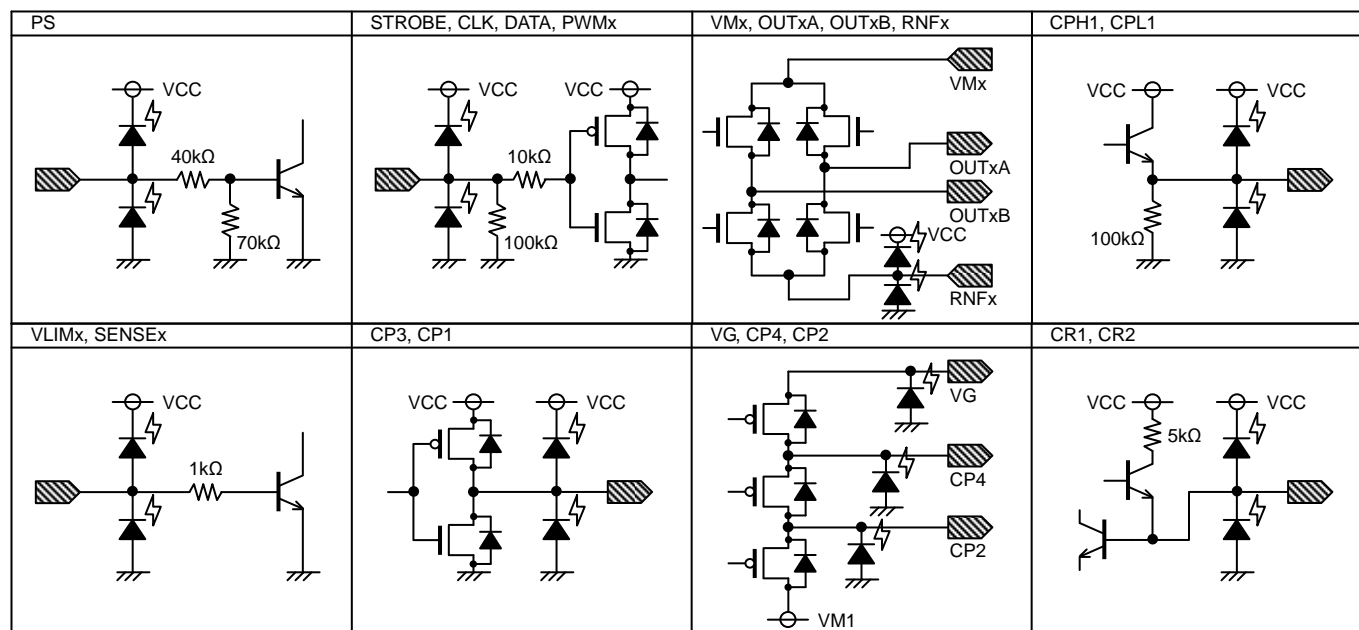 PS
VCC
40kΩ
70kΩ
STROBE, CLK, DATA, PWMx
VCC
VCC
10kΩ
100kΩ
VMx, OUTxA, OUTxB, RNFx
VMx
OUTxA
OUTxB
VCC
RNFx
CPH1, CPL1
VCC
VCC
100kΩ
VLIMx, SENSEx
VCC
1kΩ
CP3, CP1
VCC
VCC
VG, CP4, CP2
VG
CP4
CP2
VM1
CR1, CR2
VCC
VCC
5kΩ